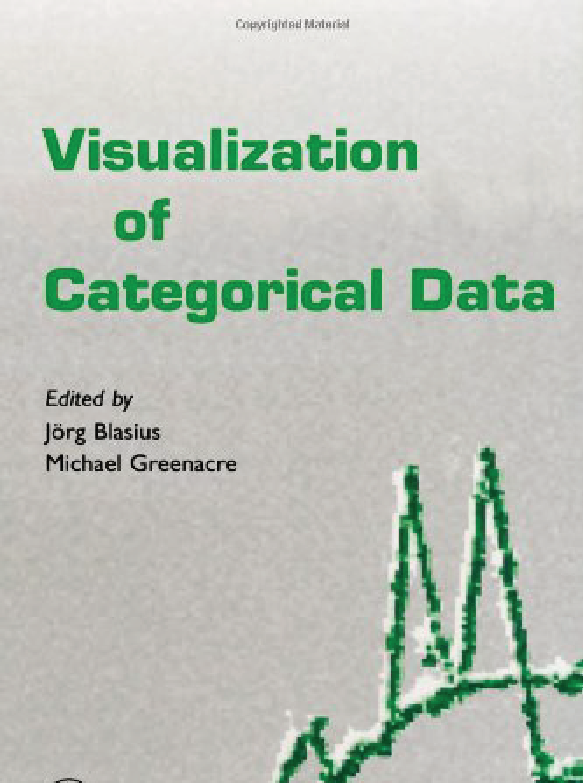 Copyrighted Material
Visualization
of
Categorical Data
Edited by
Jörg Blasius
Michael Greenacre